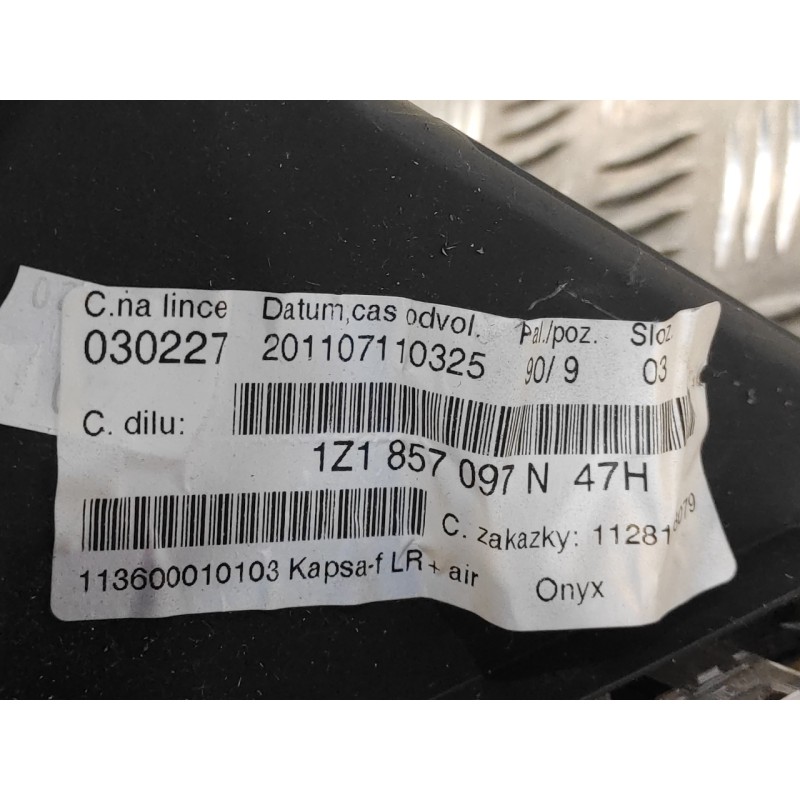 C.na lince Datum,cas odvol. Pal./poz. Sloz
030227 201107110325 90/ 9 03
C. dilu:
1Z1 857 097 N 47H
C. zakazky: 11281
113600010103 Kapsa-f LR + air
Onyx